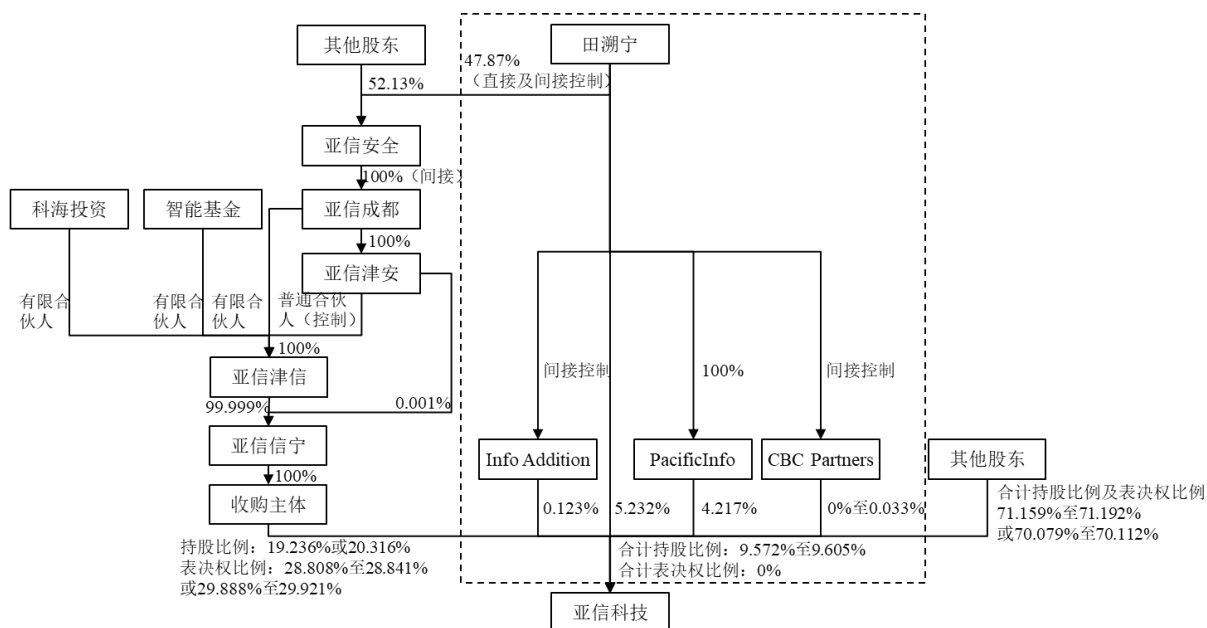 其他股东
田溯宁
47.87%
（直接及间接控制）
52.13%
亚信安全
100%（间接）
科海投资
智能基金
亚信成都
100%
亚信津安
有限合
伙人
有限合
伙人
有限合
伙人
普通合伙
人（控制）
100%
亚信津信
间接控制
100%
间接控制
99.999%
0.001%
亚信信宁
Info Addition
PacificInfo
CBC Partners
其他股东
100%
收购主体
0.123%
5.232%
4.217%
0%至0.033%
合计持股比例及表决权比例
71.159%至71.192%
或70.079%至70.112%
持股比例：19.236%或20.316%
表决权比例：28.808%至28.841%
或29.888%至29.921%
合计持股比例：9.572%至9.605%
合计表决权比例：0%
亚信科技